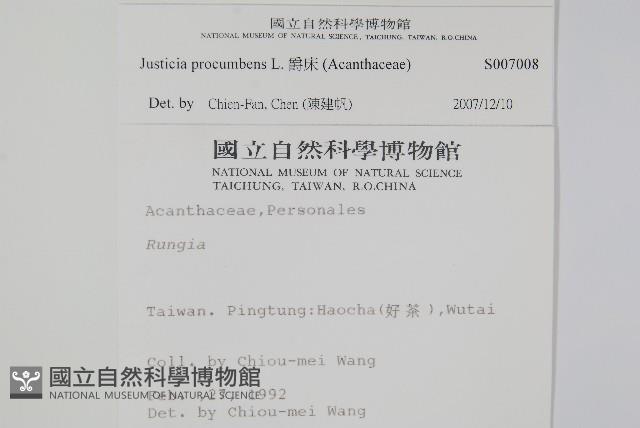 國立自然科學博物館
NATIONAL MUSEUM OF NATURAL SCIENCE, TAICHUNG, TAIWAN, R.O.CHINA
Justicia procumbens L. 爵床 (Acanthaceae) S007008
Det. by Chien-Fan, Chen (陳建帆) 2007/12/10
國立自然科學博物館
NATIONAL MUSEUM OF NATURAL SCIENCE
TAICHUNG, TAIWAN, R.O.CHINA
Acanthaceae,Personales
Rungia
Taiwan. Pingtung:Haocha(好茶),Wutai
Coll. by Chiou-mei Wang
國立自然科學博物館
Feb. 27, 1992
NATIONAL MUSEUM OF NATURAL SCIENCE
Det. by Chiou-mei Wang